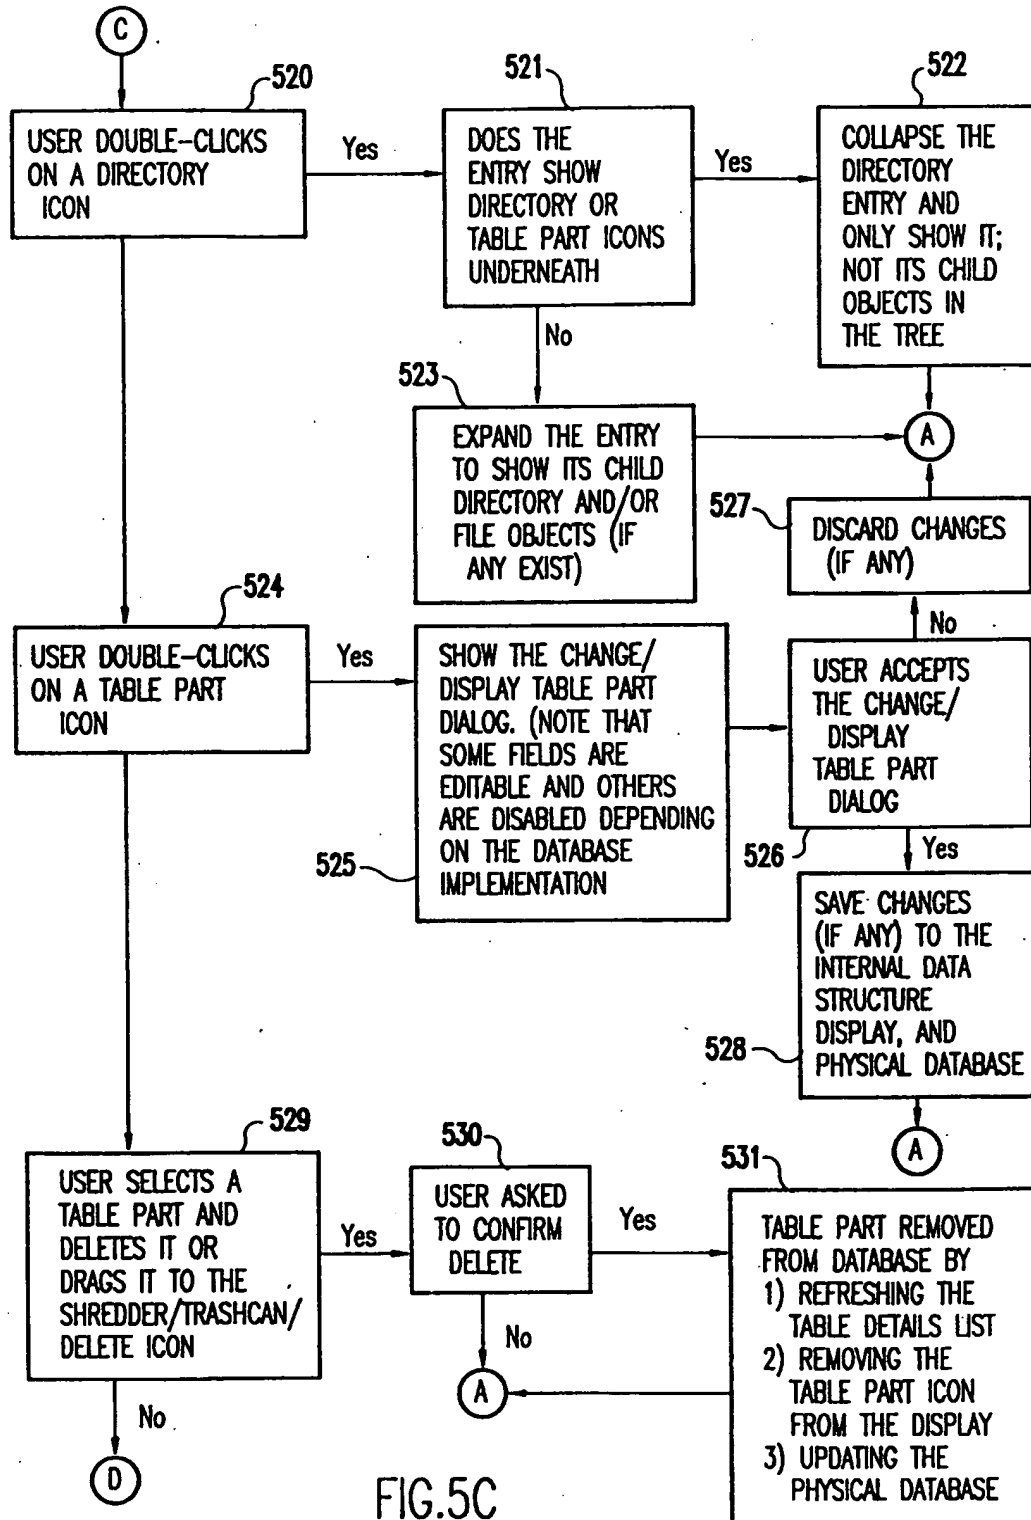 C
520
USER DOUBLE-CLICKS
ON A DIRECTORY
ICON
Yes
521
DOES THE
ENTRY SHOW
DIRECTORY OR
TABLE PART ICONS
UNDERNEATH
Yes
522
COLLAPSE THE
DIRECTORY
ENTRY AND
ONLY SHOW IT;
NOT ITS CHILD
OBJECTS IN
THE TREE
No
523
EXPAND THE ENTRY
TO SHOW ITS CHILD
DIRECTORY AND/OR
FILE OBJECTS (IF
ANY EXIST)
A
527
DISCARD CHANGES
(IF ANY)
No
524
USER DOUBLE-CLICKS
ON A TABLE PART
ICON
Yes
SHOW THE CHANGE/
DISPLAY TABLE PART
DIALOG. (NOTE THAT
SOME FIELDS ARE
EDITABLE AND OTHERS
ARE DISABLED DEPENDING
ON THE DATABASE
IMPLEMENTATION
525
USER ACCEPTS
THE CHANGE/
DISPLAY
TABLE PART
DIALOG
526
Yes
SAVE CHANGES
(IF ANY) TO THE
INTERNAL DATA
STRUCTURE
DISPLAY, AND
PHYSICAL DATABASE
528
A
529
USER SELECTS A
TABLE PART AND
DELETES IT OR
DRAGS IT TO THE
SHREDDER/TRASHCAN/
DELETE ICON
Yes
530
USER ASKED
TO CONFIRM
DELETE
Yes
531
TABLE PART REMOVED
FROM DATABASE BY
1) REFRESHING THE
TABLE DETAILS LIST
2) REMOVING THE
TABLE PART ICON
FROM THE DISPLAY
3) UPDATING THE
PHYSICAL DATABASE
No
A
No
D
FIG.5C